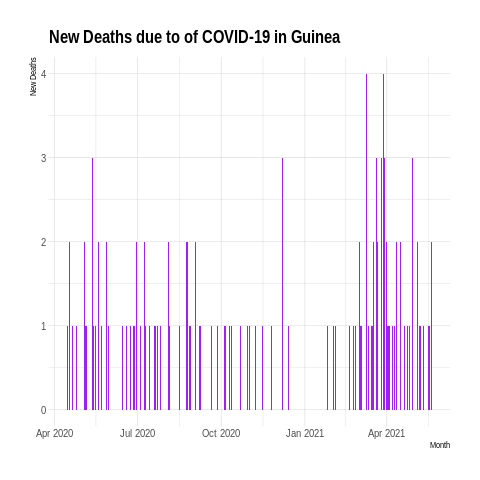 New Deaths due to of COVID-19 in Guinea
New Deaths
4
3
2
1
0
Apr 2020 Jul 2020 Oct 2020 Jan 2021 Apr 2021
Month